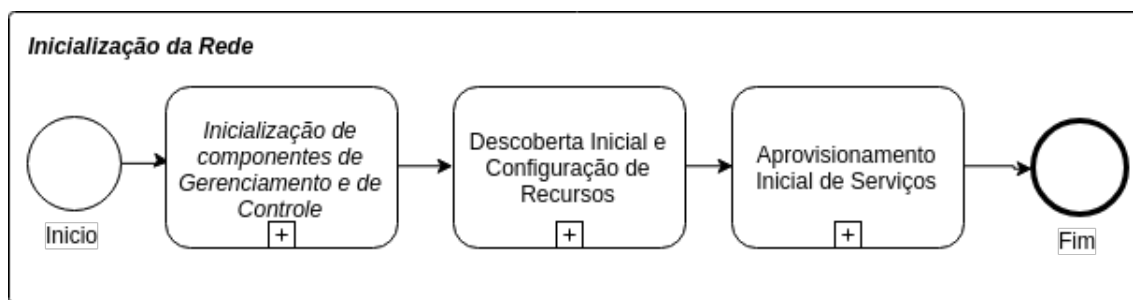 Inicialização da Rede
Inicialização de
componentes de
Gerenciamento e de
Controle
+
Descoberta Inicial e
Configuração de
Recursos
+
Aprovisionamento
Inicial de Serviços
+
Inicio
Fim